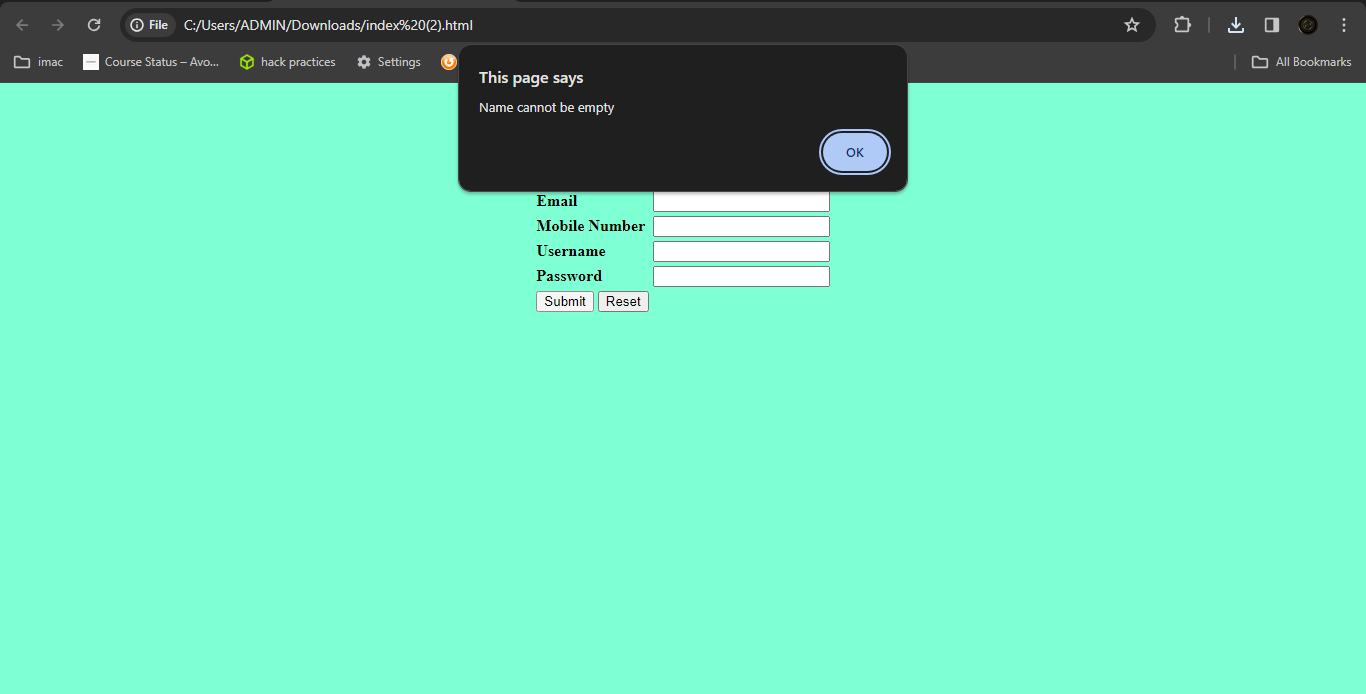 File C:/Users/ADMIN/Downloads/index%20(2).html
imac Course Status – Avo... hack practices Settings All Bookmarks
This page says
Name cannot be empty
OK
Email
Mobile Number
Username
Password
Submit Reset